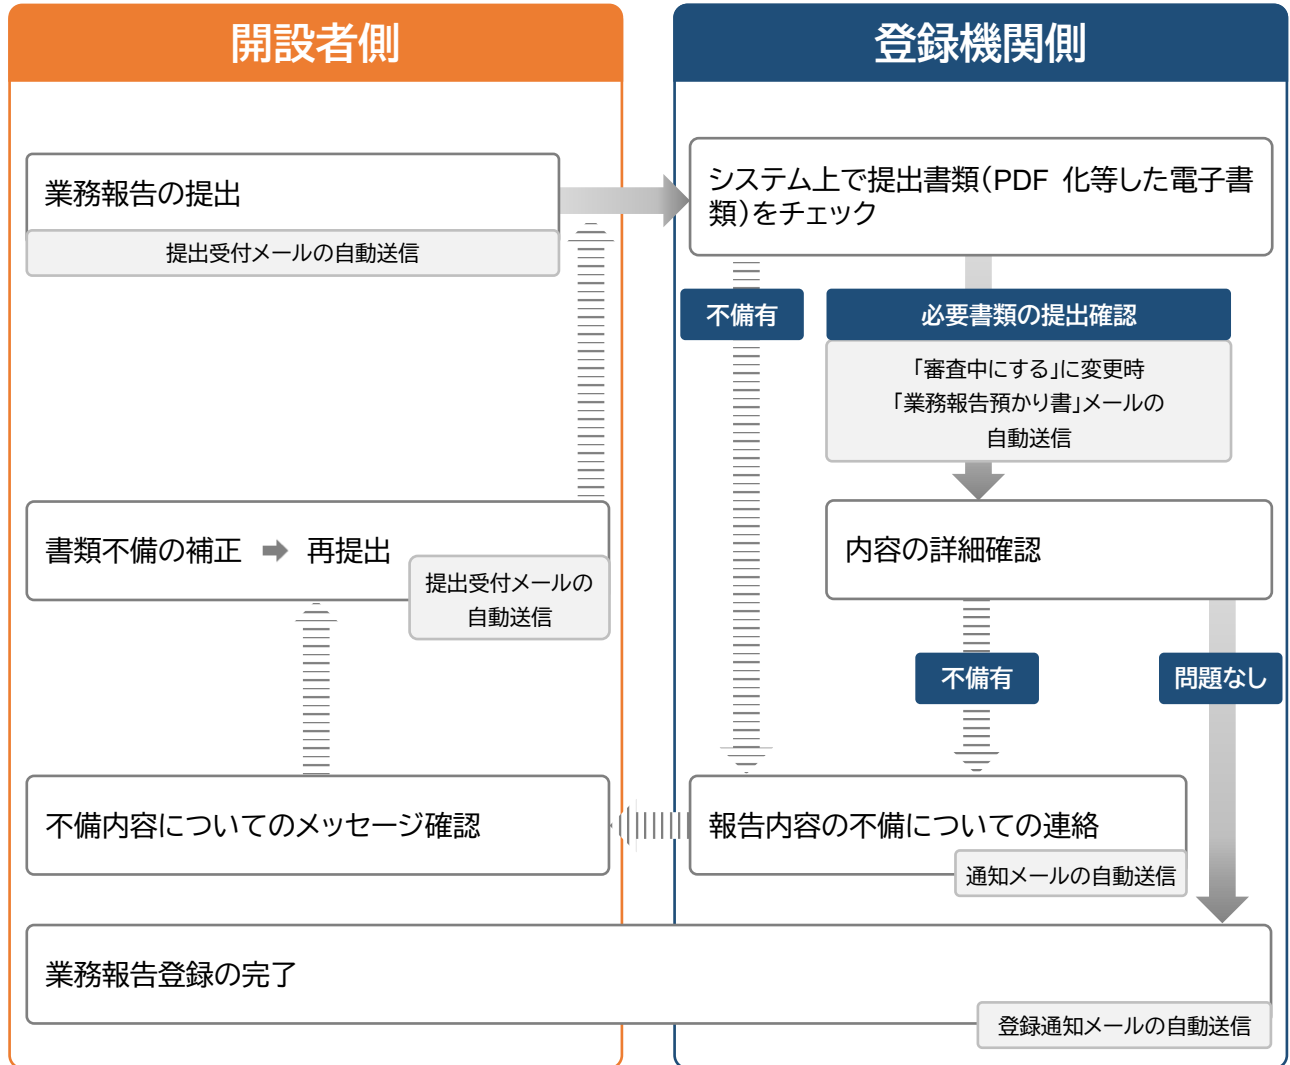 開設者側
登録機関側
業務報告の提出
提出受付メールの自動送信
システム上で提出書類(PDF 化等した電子書
類)をチェック
不備有
必要書類の提出確認
「審査中にする」に変更時
「業務報告預かり書」メールの
自動送信
書類不備の補正 ➡ 再提出
提出受付メールの
自動送信
内容の詳細確認
不備有
問題なし
不備内容についてのメッセージ確認
報告内容の不備についての連絡
通知メールの自動送信
業務報告登録の完了
登録通知メールの自動送信